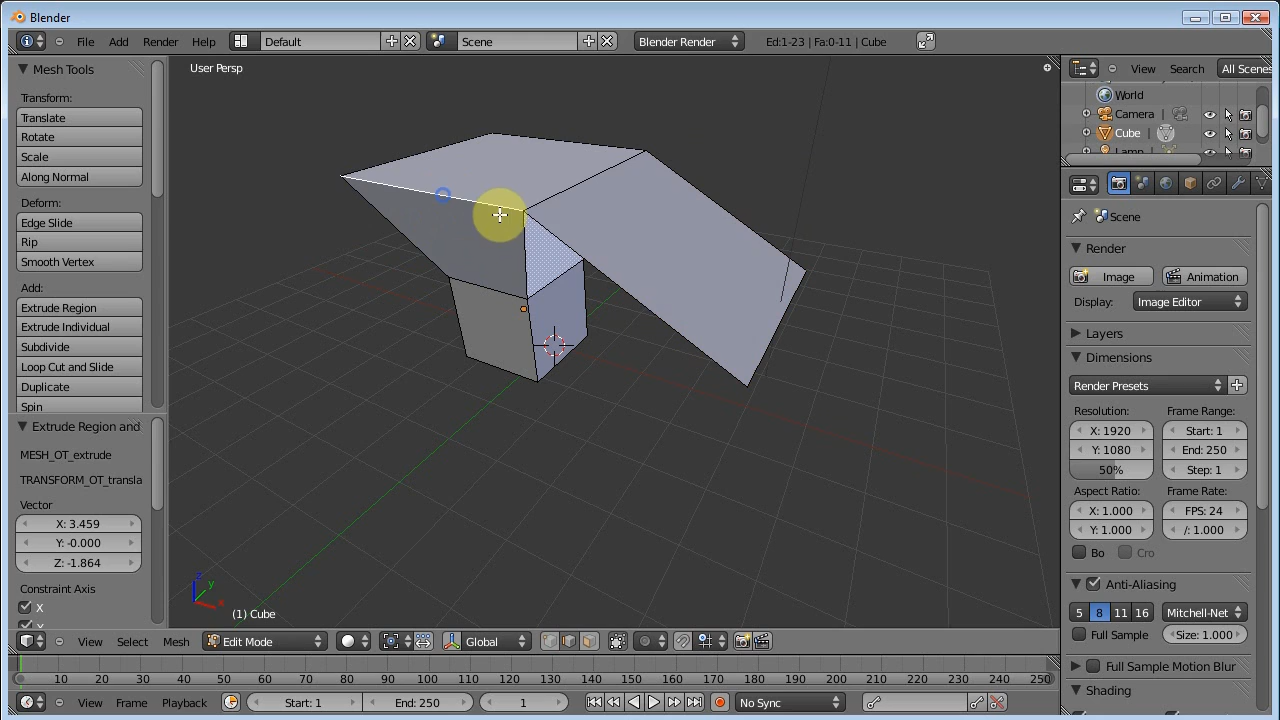 Blender
File Add Render Help Default Scene Blender Render Ed:1-23 | Fa:0-11 | Cube
Mesh Tools
Transform:
Translate
Rotate
Scale
Along Normal
Deform:
Edge Slide
Rip
Smooth Vertex
Add:
Extrude Region
Extrude Individual
Subdivide
Loop Cut and Slide
Duplicate
Spin
Extrude Region and
MESH_OT_extrude
TRANSFORM_OT_transla
Vector
X: 3.459
Y: -0.000
Z: -1.864
Constraint Axis
X
User Persp
z
y
x
(1) Cube
View Search All Scenes
World
Camera
Cube
Lamp
Scene
Render
Image Animation
Display: Image Editor
Layers
Dimensions
Render Presets
Resolution: Frame Range:
X: 1920 Start: 1
Y: 1080 End: 250
50% Step: 1
Aspect Ratio: Frame Rate:
X: 1.000 FPS: 24
Y: 1.000 /: 1.000
Bo Cro
Anti-Aliasing
5 8 11 16 Mitchell-Net
Full Sample Size: 1.000
Full Sample Motion Blur
Shading
View Select Mesh Edit Mode Global
10 20 30 40 50 60 70 80 90 100 110 120 130 140 150 160 170 180 190 200 210 220 230 240 250
View Frame Playback Start: 1 End: 250 1 No Sync